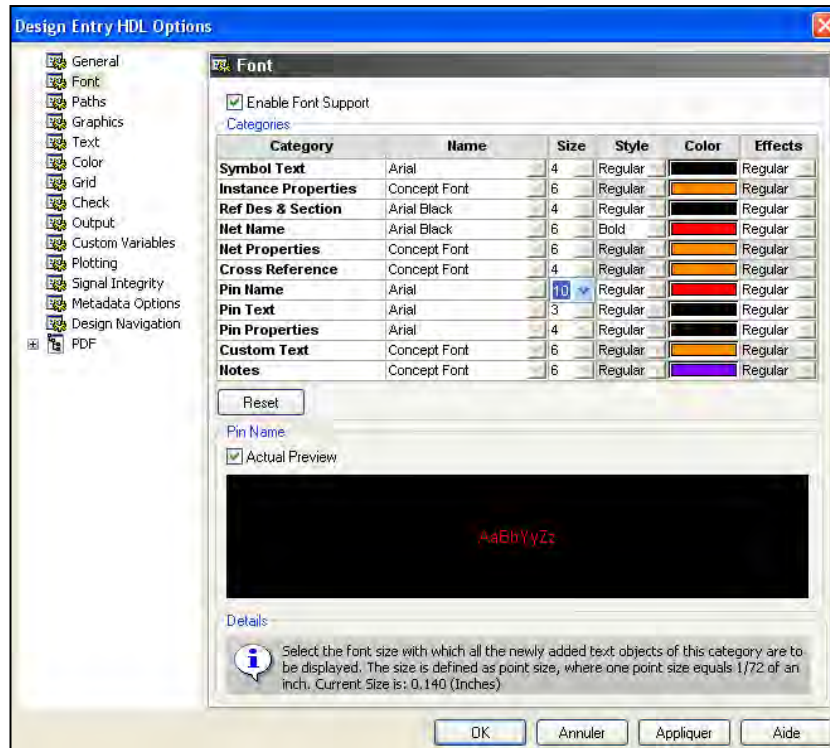 Design Entry HDL Options
General
Font
Paths
Graphics
Text
Color
Grid
Check
Output
Custom Variables
Plotting
Signal Integrity
Metadata Options
Design Navigation
PDF
Font
Enable Font Support
Categories
Category Name Size Style Color Effects
Symbol Text Arial 4 Regular Regular
Instance Properties Concept Font 6 Regular Regular
Ref Des & Section Arial Black 4 Regular Regular
Net Name Arial Black 6 Bold Regular
Net Properties Concept Font 6 Regular Regular
Cross Reference Concept Font 4 Regular Regular
Pin Name Arial 10 Regular Regular
Pin Text Arial 3 Regular Regular
Pin Properties Arial 4 Regular Regular
Custom Text Concept Font 6 Regular Regular
Notes Concept Font 6 Regular Regular
Reset
Pin Name
Actual Preview
AaBbYyZz
Details
Select the font size with which all the newly added text objects of this category are to
be displayed. The size is defined as point size, where one point size equals 1/72 of an
inch. Current Size is: 0.140 (Inches)
OK Annuler Appliquer Aide